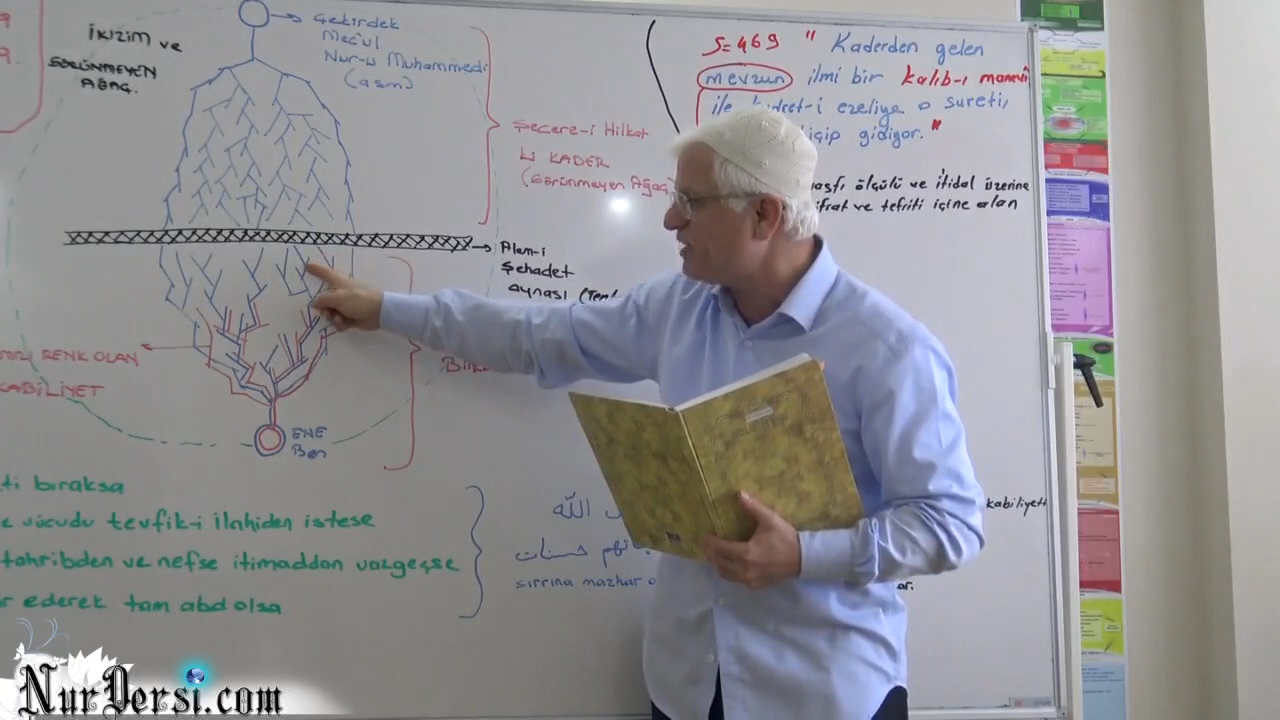 İKİZİM ve
GÖRÜNMEYEN
AĞAÇ.
Çekirdek
Mec'ul
Nur-u Muhammedi
(asm)
Şecere-i Hilkat
KADER
(Görünmeyen Ağaç
Alem-i
Şehadet
aynası
RENK OLAN
KABİLİYET
ENE
Ben
S=469 " Kaderden gelen
mevzun ilmi bir kalıb-ı manevi
ile kudret-i ezeliye o sureti,
içip gidiyor."
ölçülü ve itidal üzerine
ifrat ve tefriti içine alan
ti bıraksa
vücudu tevfik-i ilahiden istese
tahribden ve nefse itimaddan vazgeçse
ederek tam abd olsa
الله
حسنات
sırrına mazhar o
kabiliyet
NurDersi.com